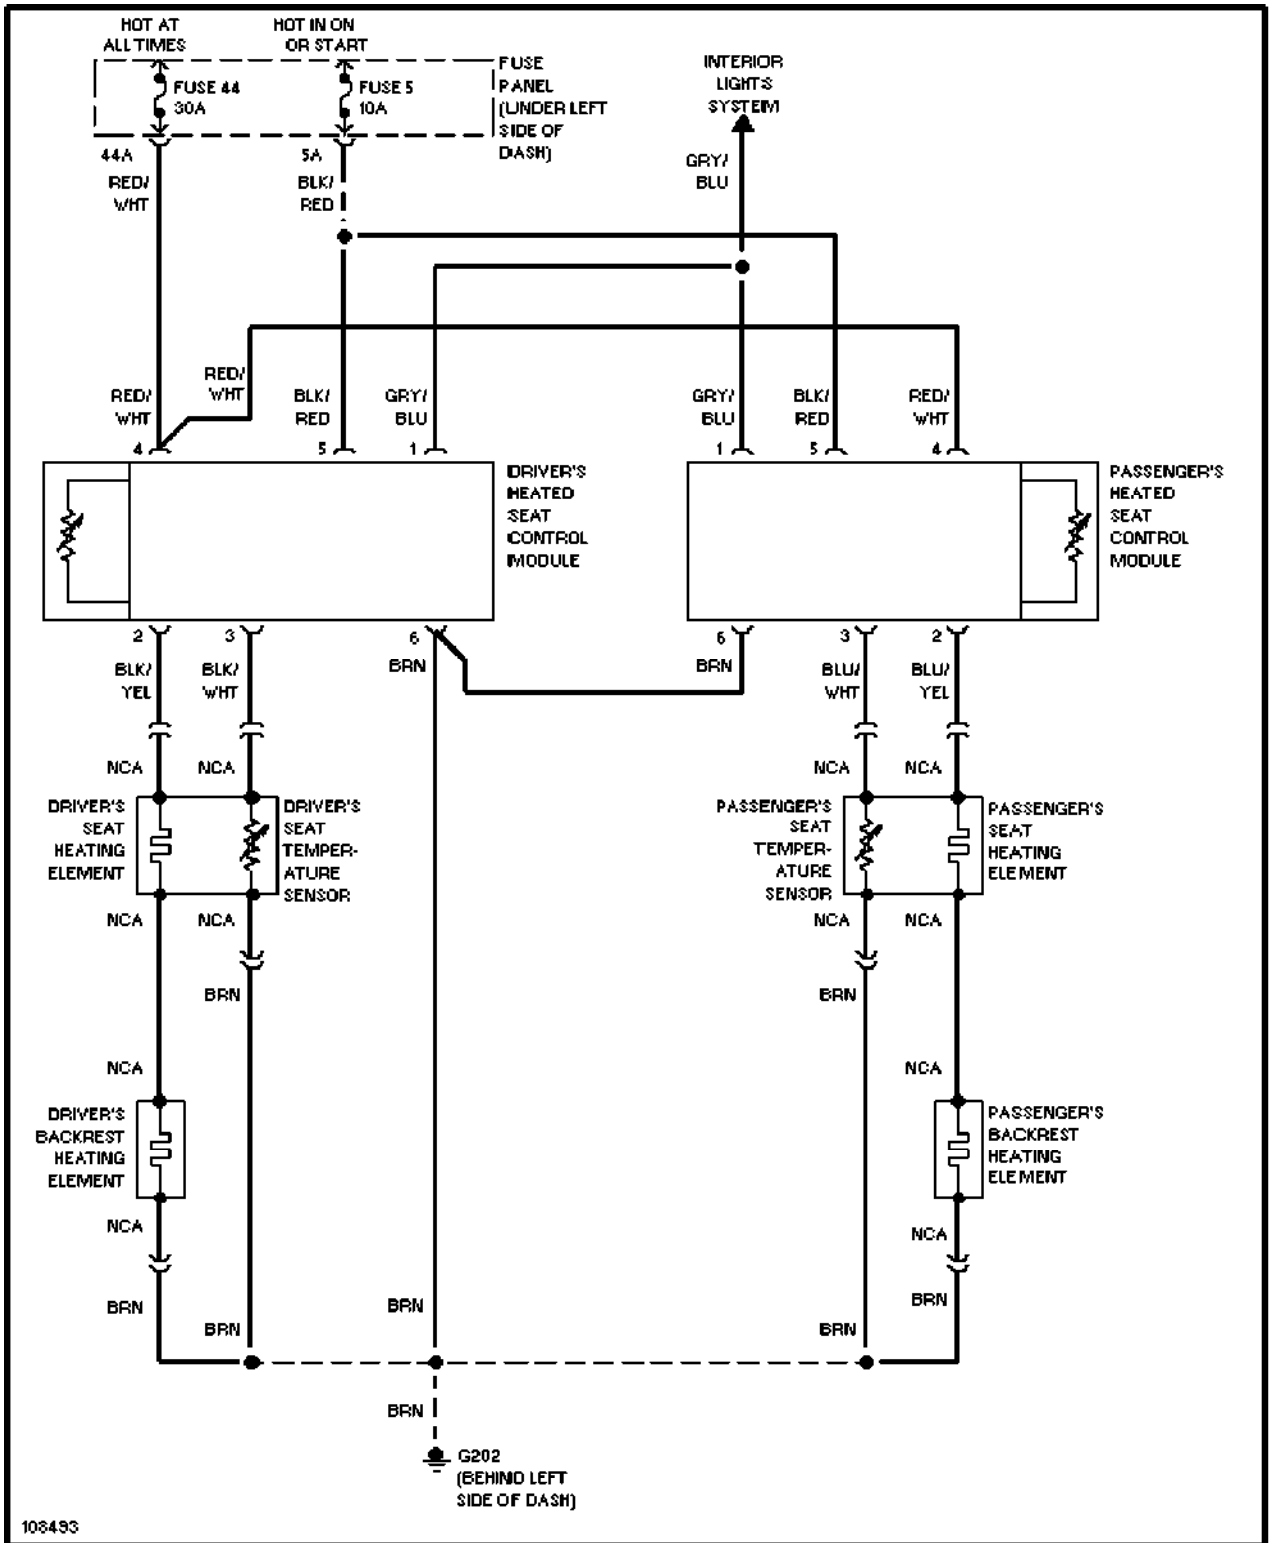 HOT AT
ALL TIMES
HOT IN ON
OR START
FUSE 44
30A
FUSE 5
10A
FUSE
PANEL
(UNDER LEFT
SIDE OF
DASH)
INTERIOR
LIGHTS
SYSTEM
44A
RED/
WHT
5A
BLK/
RED
GRY/
BLU
RED/
WHT
RED/
WHT
BLK/
RED
GRY/
BLU
GRY/
BLU
BLK/
RED
RED/
WHT
4
5
1
1
5
4
DRIVER'S
HEATED
SEAT
CONTROL
MODULE
PASSENGER'S
HEATED
SEAT
CONTROL
MODULE
2
3
6
6
3
2
BLK/
YEL
BLK/
WHT
BRN
BRN
BLU/
WHT
BLU/
YEL
NCA
NCA
NCA
NCA
DRIVER'S
SEAT
HEATING
ELEMENT
DRIVER'S
SEAT
TEMPER-
ATURE
SENSOR
PASSENGER'S
SEAT
TEMPER-
ATURE
SENSOR
PASSENGER'S
SEAT
HEATING
ELEMENT
NCA
NCA
NCA
NCA
BRN
BRN
NCA
NCA
DRIVER'S
BACKREST
HEATING
ELEMENT
PASSENGER'S
BACKREST
HEATING
ELEMENT
NCA
NCA
BRN
BRN
BRN
BRN
BRN
BRN
G202
(BEHIND LEFT
SIDE OF DASH)
108493